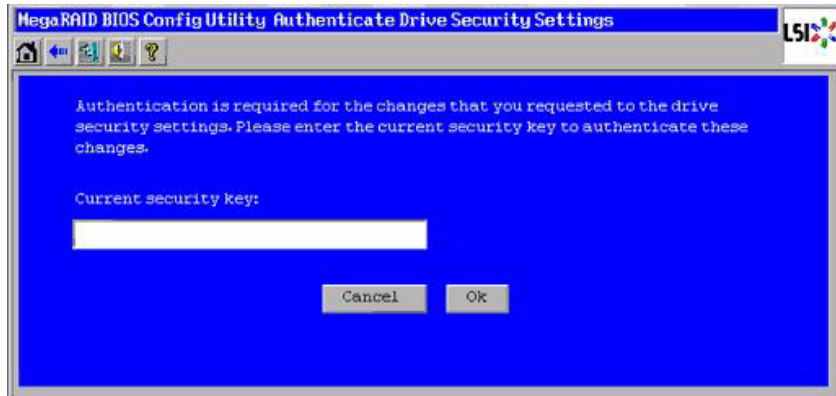 MegaRAID BIOS Config Utility Authenticate Drive Security Settings
LSI
?
Authentication is required for the changes that you requested to the drive
security settings. Please enter the current security key to authenticate these
changes.
Current security key:
Cancel Ok